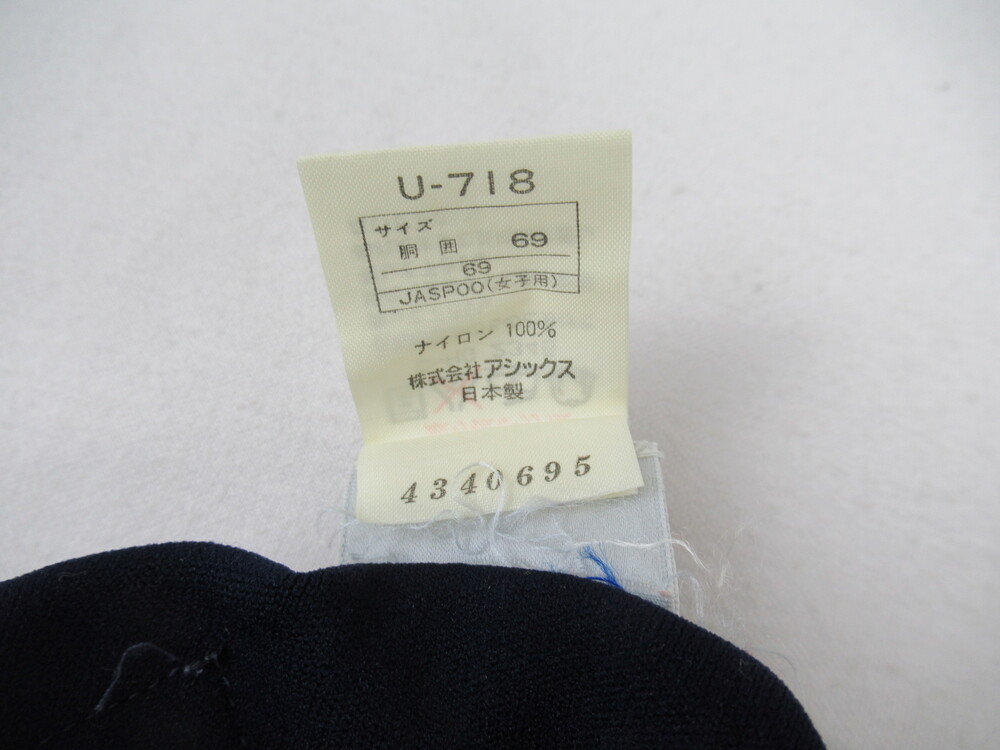 U-718
サイズ
胴囲 69
69
JASPOO(女子用)
ナイロン 100%
株式会社アシックス
日本製
4340695